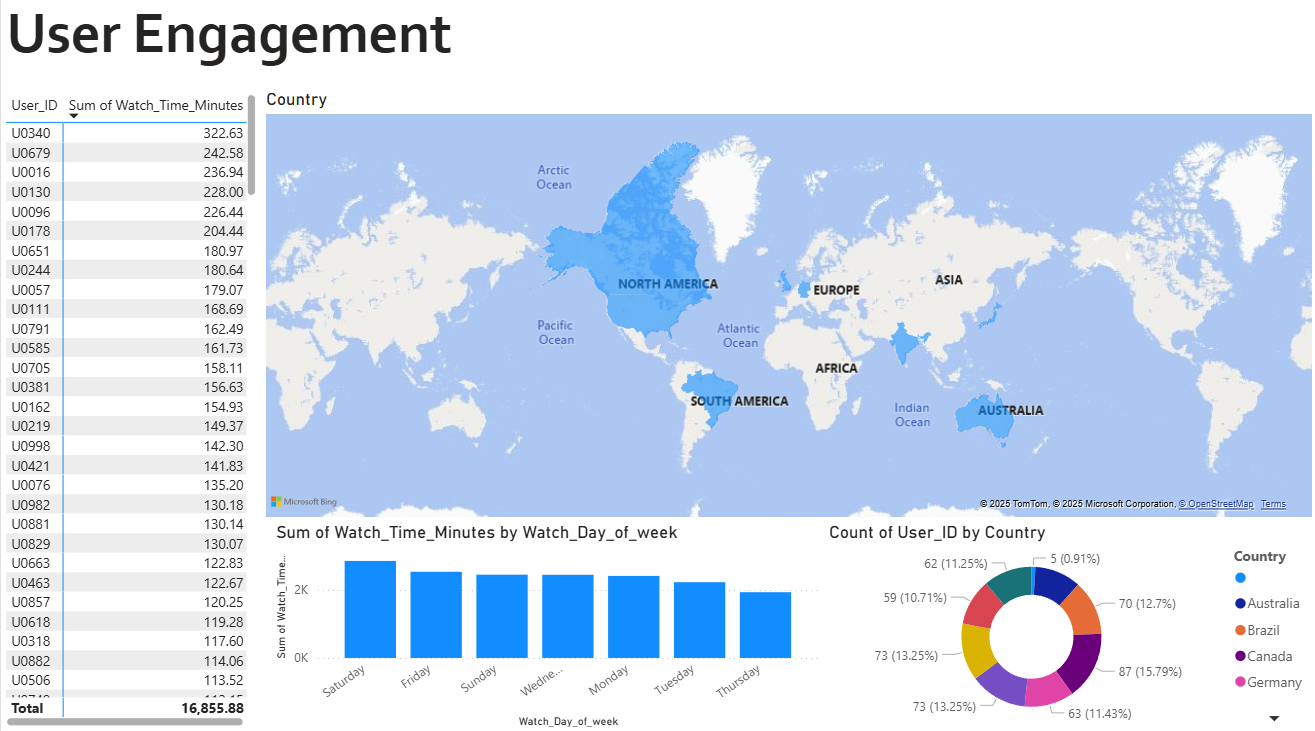 User Engagement
User_ID Sum of Watch_Time_Minutes
U0340 322.63
U0679 242.58
U0016 236.94
U0130 228.00
U0096 226.44
U0178 204.44
U0651 180.97
U0244 180.64
U0057 179.07
U0111 168.69
U0791 162.49
U0585 161.73
U0705 158.11
U0381 156.63
U0162 154.93
U0219 149.37
U0998 142.30
U0421 141.83
U0076 135.20
U0982 130.18
U0881 130.14
U0829 130.07
U0663 122.83
U0463 122.67
U0857 120.25
U0618 119.28
U0318 117.60
U0882 114.06
U0506 113.52
Total 16,855.88
Country
Arctic
Ocean
NORTH AMERICA
EUROPE
ASIA
Pacific
Ocean
Atlantic
Ocean
AFRICA
SOUTH AMERICA
Indian
Ocean
AUSTRALIA
Microsoft Bing
© 2025 TomTom, © 2025 Microsoft Corporation, © OpenStreetMap Terms
Sum of Watch_Time_Minutes by Watch_Day_of_week
Sum of Watch_Time...
2K
0K
Saturday
Friday
Sunday
Wedne...
Monday
Tuesday
Thursday
Watch_Day_of_week
Count of User_ID by Country
5 (0.91%)
70 (12.7%)
87 (15.79%)
63 (11.43%)
73 (13.25%)
73 (13.25%)
59 (10.71%)
62 (11.25%)
Country
Australia
Brazil
Canada
Germany